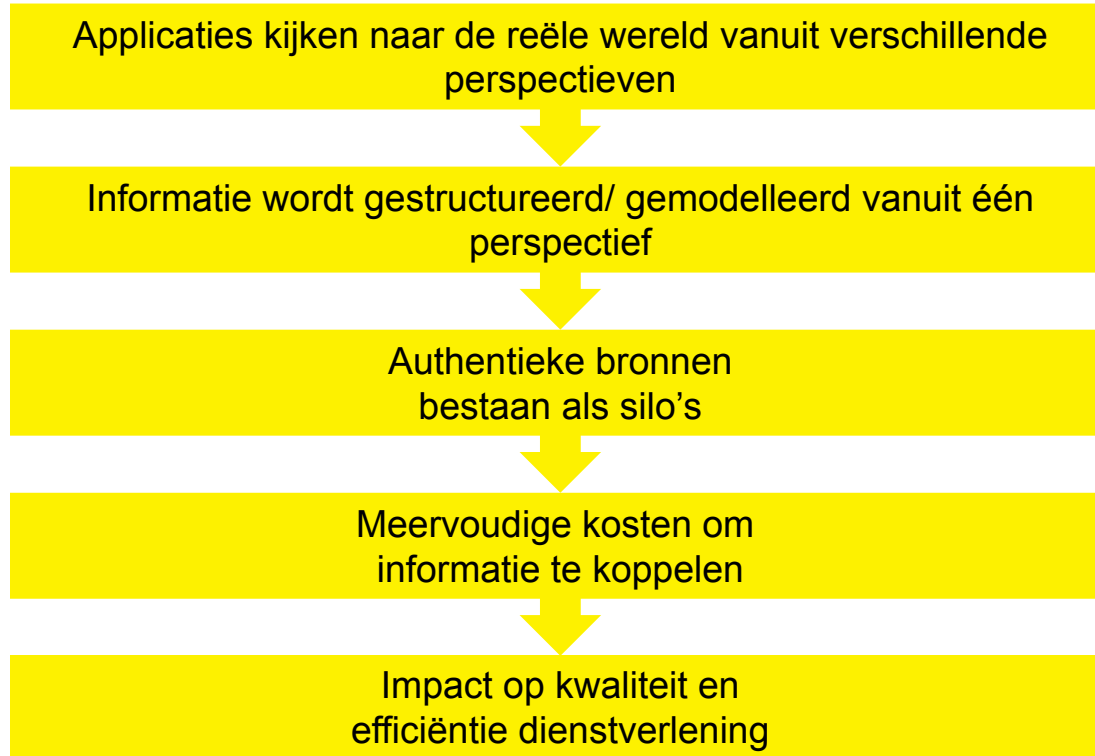 Applicaties kijken naar de reële wereld vanuit verschillende
perspectieven
Informatie wordt gestructureerd/ gemodelleerd vanuit één
perspectief
Authentieke bronnen
bestaan als silo’s
Meervoudige kosten om
informatie te koppelen
Impact op kwaliteit en
efficiëntie dienstverlening